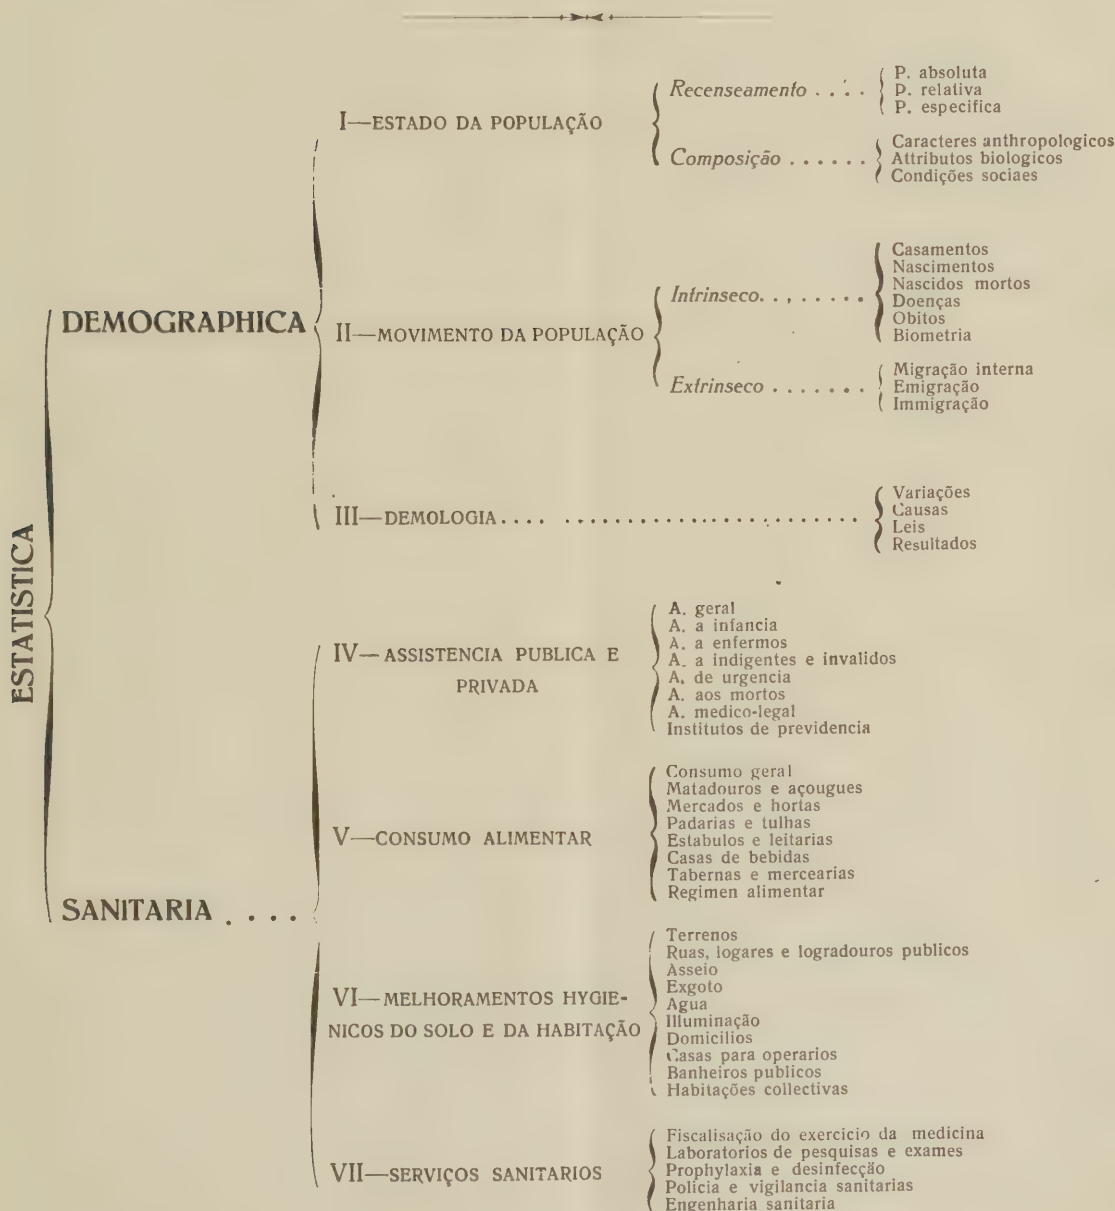 ESTATISTICA
DEMOGRAPHICA
I—ESTADO DA POPULAÇÃO
Recenseamento . . . .
P. absoluta
P. relativa
P. especifica
Composição . . . . . .
Caracteres anthropologicos
Attributos biologicos
Condições sociaes
II—MOVIMENTO DA POPULAÇÃO
Intrinseco. . . . . . . .
Casamentos
Nascimentos
Nascidos mortos
Doenças
Obitos
Biometria
Extrinseco . . . . . . .
Migração interna
Emigração
Immigração
III—DEMOLOGIA. . . . . . . . . . . . . . . . . . . . . . . . . . .
Variações
Causas
Leis
Resultados
SANITARIA . . . .
IV—ASSISTENCIA PUBLICA E
PRIVADA
A. geral
A. a infancia
A. a enfermos
A. a indigentes e invalidos
A. de urgencia
A. aos mortos
A. medico-legal
Institutos de previdencia
V—CONSUMO ALIMENTAR
Consumo geral
Matadouros e açougues
Mercados e hortas
Padarias e tulhas
Estabulos e leitarias
Casas de bebidas
Tabernas e mercearias
Regimen alimentar
VI—MELHORAMENTOS HYGIE-
NICOS DO SOLO E DA HABITAÇÃO
Terrenos
Ruas, logares e logradouros publicos
Asseio
Exgoto
Agua
Illuminação
Domicilios
Casas para operarios
Banheiros publicos
Habitações collectivas
VII—SERVIÇOS SANITARIOS
Fiscalisação do exercicio da medicina
Laboratorios de pesquisas e exames
Prophylaxia e desinfecção
Policia e vigilancia sanitarias
Engenharia sanitaria